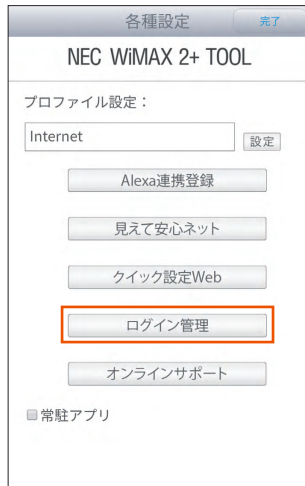 各種設定
完了
NEC WiMAX 2+ TOOL
プロファイル設定：
Internet
設定
Alexa連携登録
見えて安心ネット
クイック設定Web
ログイン管理
オンラインサポート
常駐アプリ